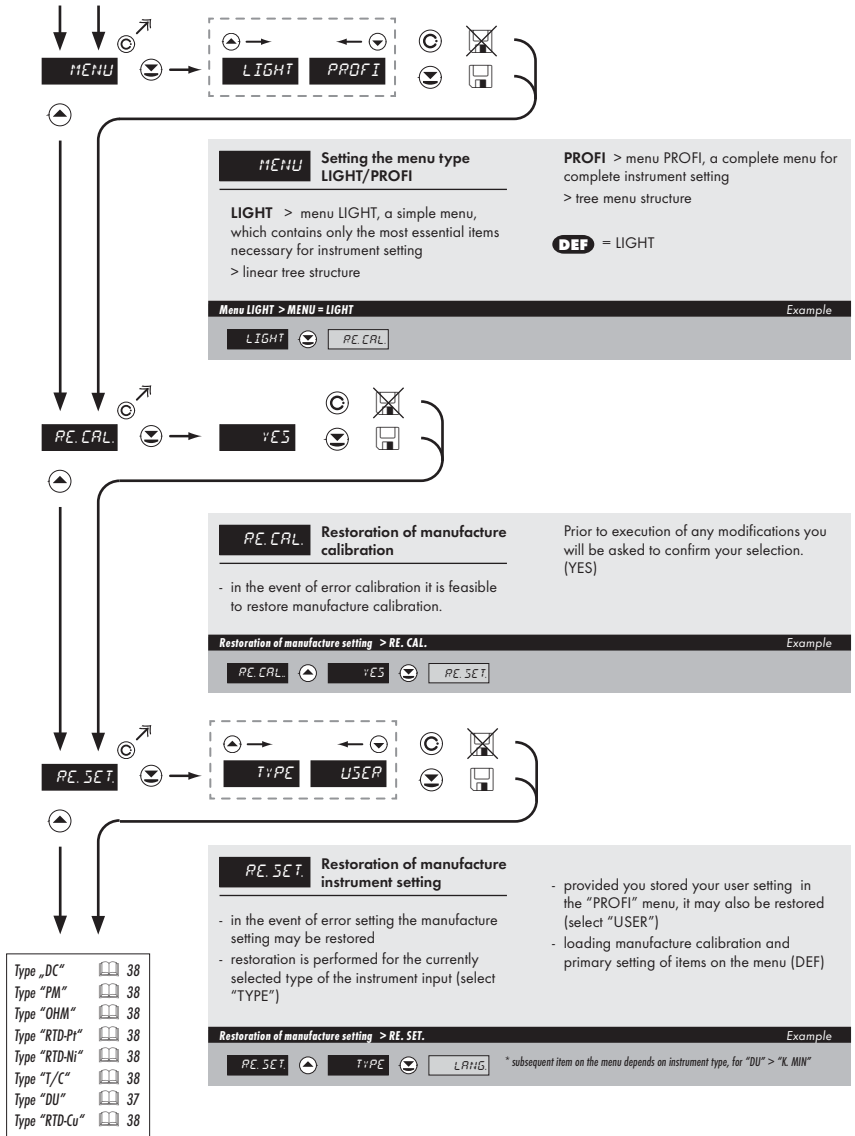 MENU LIGHT PROFI
MENU Setting the menu type
LIGHT/PROFI
LIGHT > menu LIGHT, a simple menu,
which contains only the most essential items
necessary for instrument setting
> linear tree structure
PROFI > menu PROFI, a complete menu for
complete instrument setting
> tree menu structure
DEF = LIGHT
Menu LIGHT > MENU = LIGHT Example
LIGHT RE. CAL.
RE. CAL. YES
RE. CAL. Restoration of manufacture
calibration
- in the event of error calibration it is feasible
to restore manufacture calibration.
Prior to execution of any modifications you
will be asked to confirm your selection.
(YES)
Restoration of manufacture setting > RE. CAL. Example
RE. CAL.. YES RE. SET.
RE. SET. TYPE USER
RE. SET. Restoration of manufacture
instrument setting
- in the event of error setting the manufacture
setting may be restored
- restoration is performed for the currently
selected type of the instrument input (select
“TYPE”)
- provided you stored your user setting in
the “PROFI” menu, it may also be restored
(select “USER”)
- loading manufacture calibration and
primary setting of items on the menu (DEF)
Restoration of manufacture setting > RE. SET. Example
RE. SET. TYPE LANG. * subsequent item on the menu depends on instrument type, for “DU” > “K. MIN”
Type „DC“ 38
Type “PM“ 38
Type “OHM“ 38
Type “RTD-Pt“ 38
Type “RTD-Ni“ 38
Type “T/C“ 38
Type “DU“ 37
Type “RTD-Cu“ 38